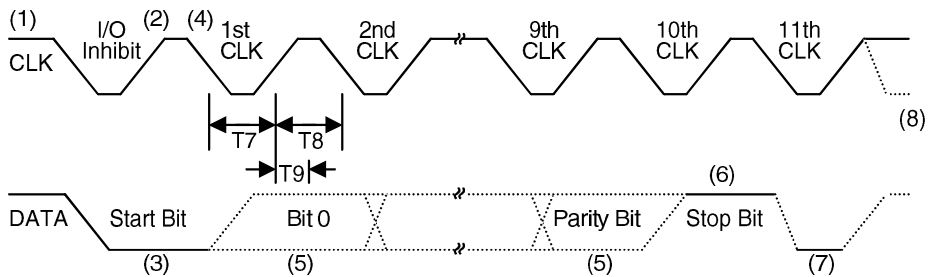 (1) I/O (2) (4) 1st 2nd 9th 10th 11th
CLK Inhibit CLK CLK CLK CLK CLK
(8)
T7 T8
T9
(6)
DATA Start Bit Bit 0 Parity Bit Stop Bit
(3) (5) (5) (7)